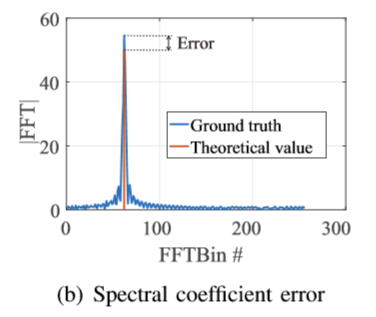 60
Error
40
|FFT|
Ground truth
20
Theoretical value
0
0 100 200 300
FFTBin #
(b) Spectral coefficient error